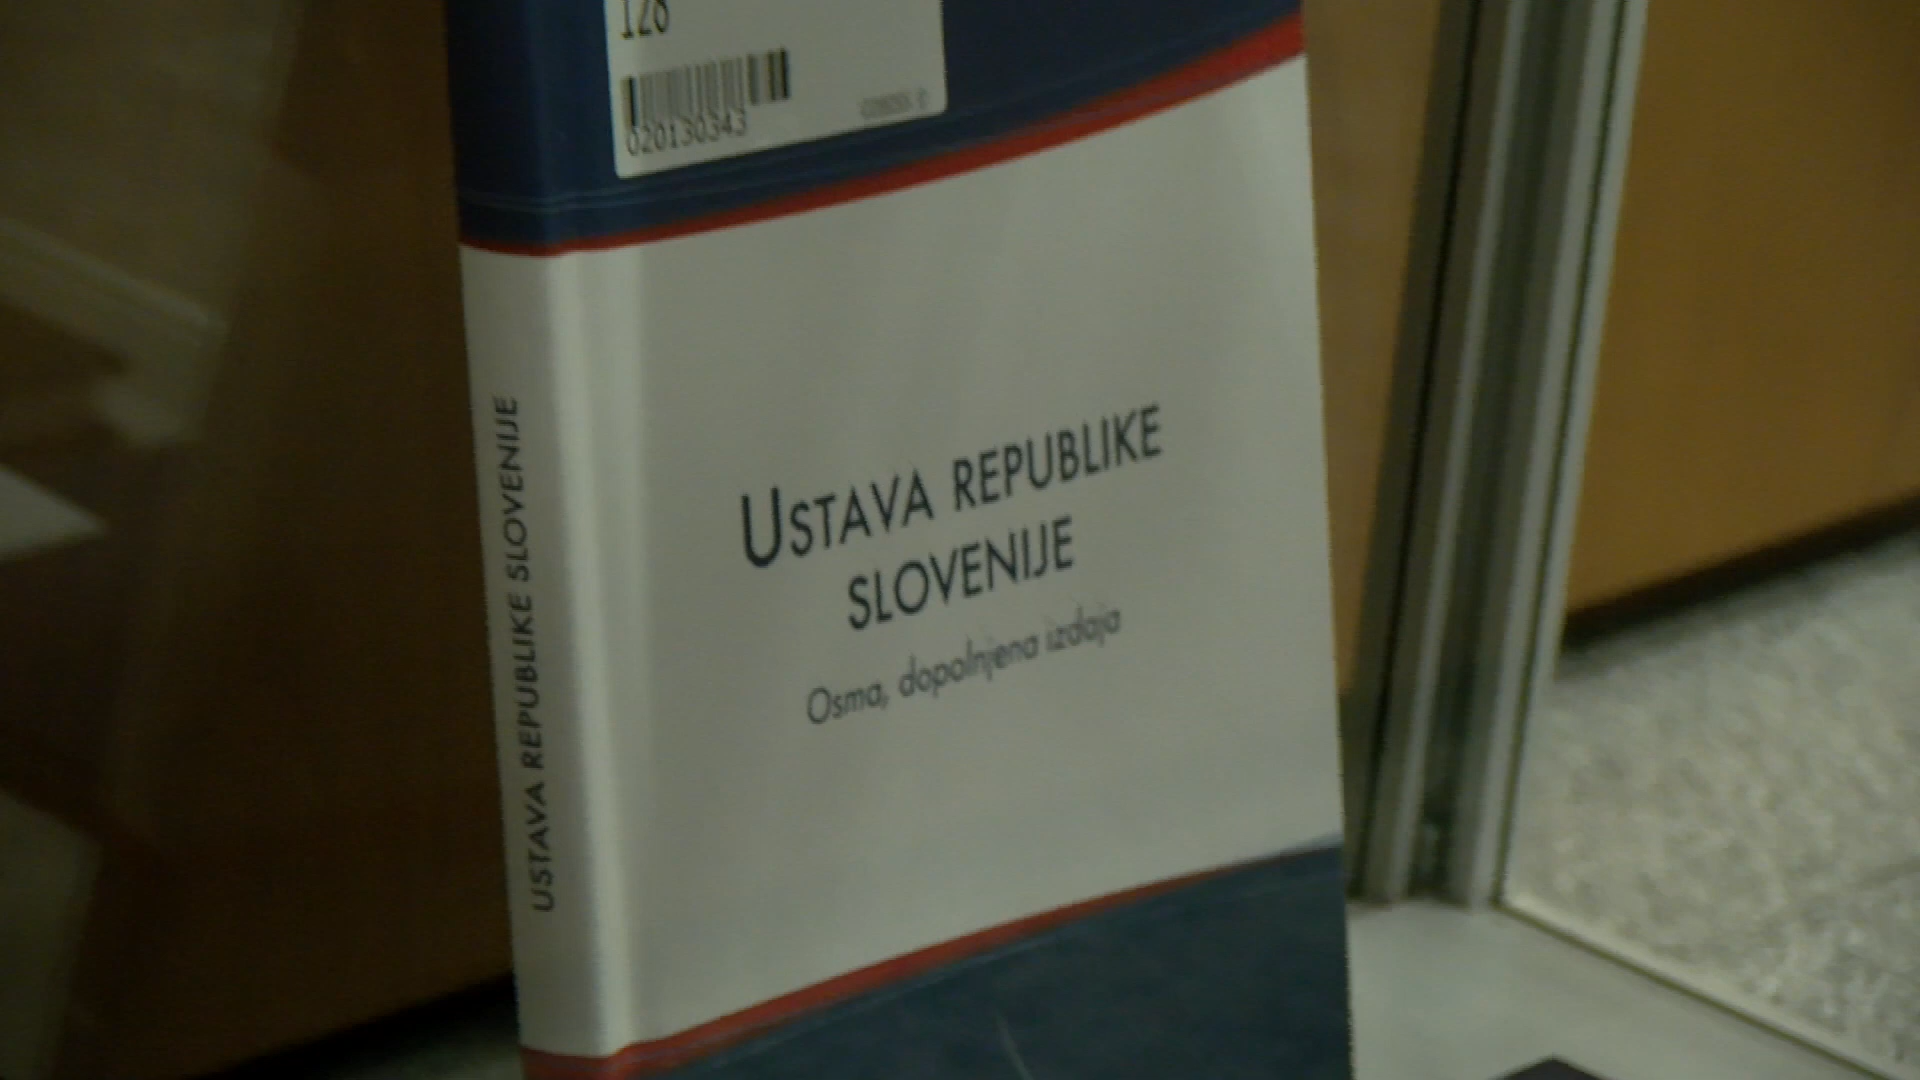 128
020130343
USTAVA REPUBLIKE
SLOVENIJE
Osma, dopolnjena izdaja
USTAVA REPUBLIKE SLOVENIJE